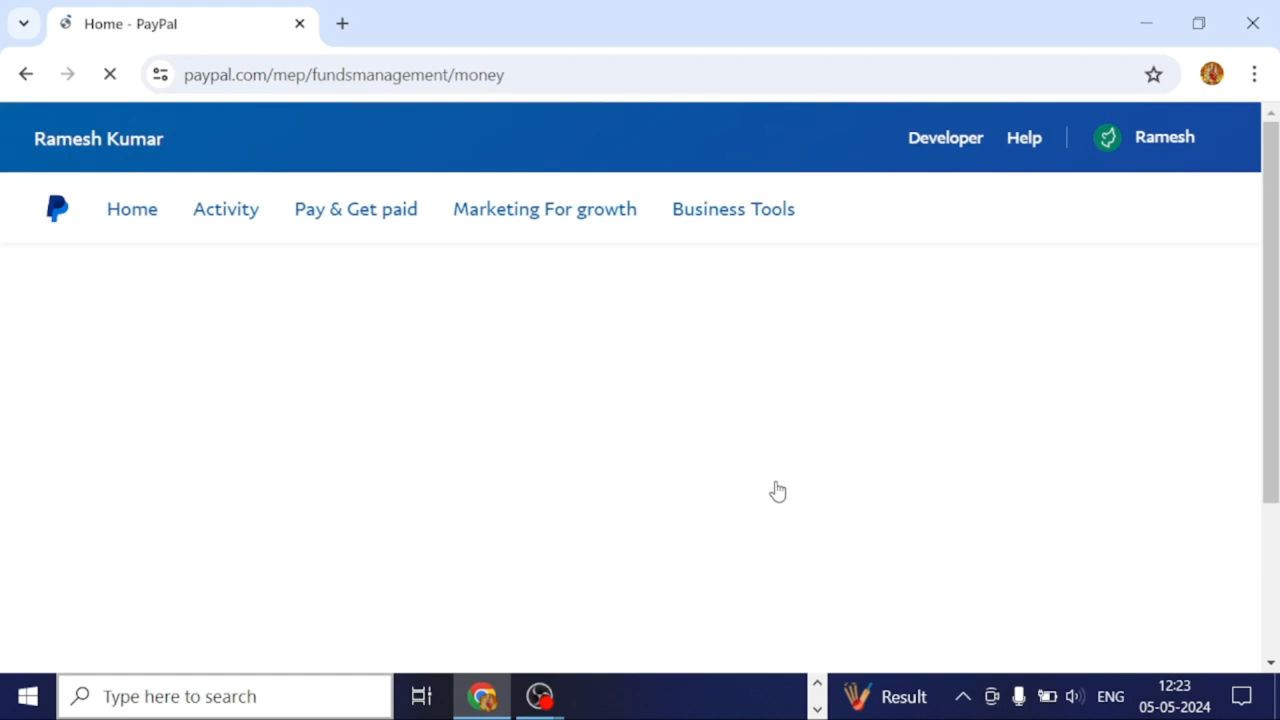 Home - PayPal
paypal.com/mep/fundsmanagement/money
Ramesh Kumar
Developer Help Ramesh
Home Activity Pay & Get paid Marketing For growth Business Tools
Type here to search
Result
ENG
12:23
05-05-2024